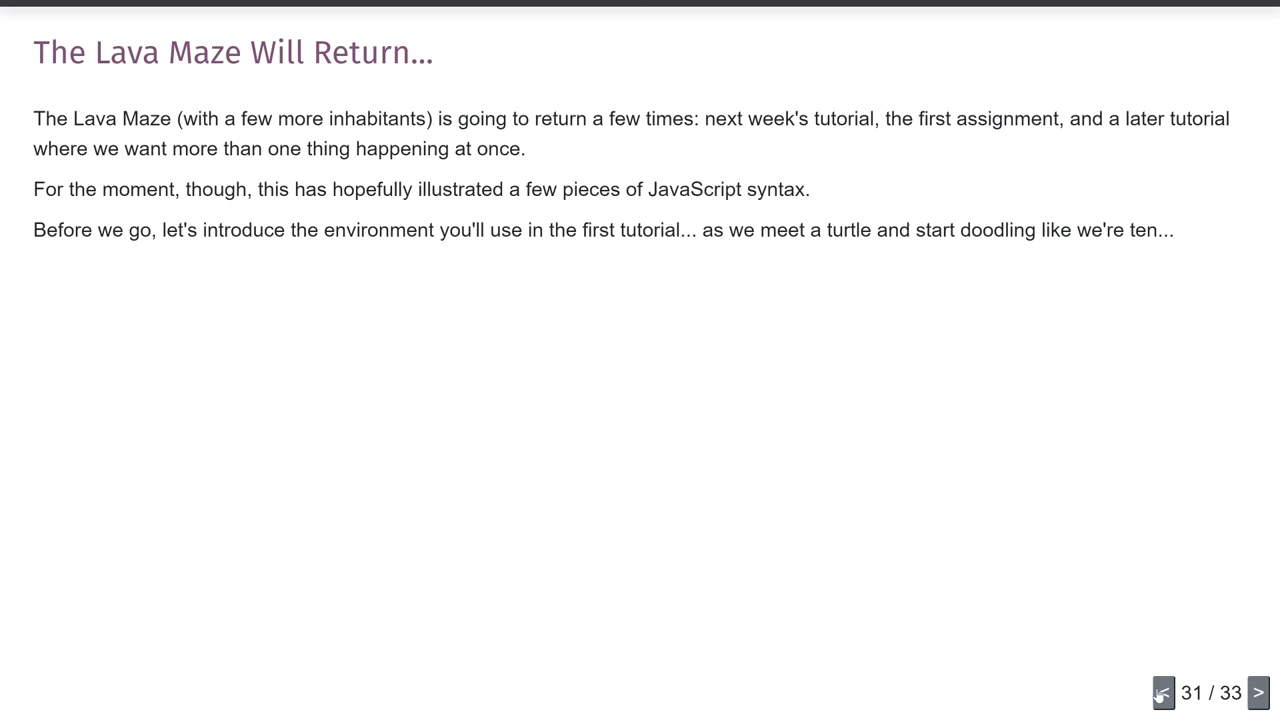 The Lava Maze Will Return...
The Lava Maze (with a few more inhabitants) is going to return a few times: next week's tutorial, the first assignment, and a later tutorial
where we want more than one thing happening at once.
For the moment, though, this has hopefully illustrated a few pieces of JavaScript syntax.
Before we go, let's introduce the environment you'll use in the first tutorial... as we meet a turtle and start doodling like we're ten...
< 31 / 33 >